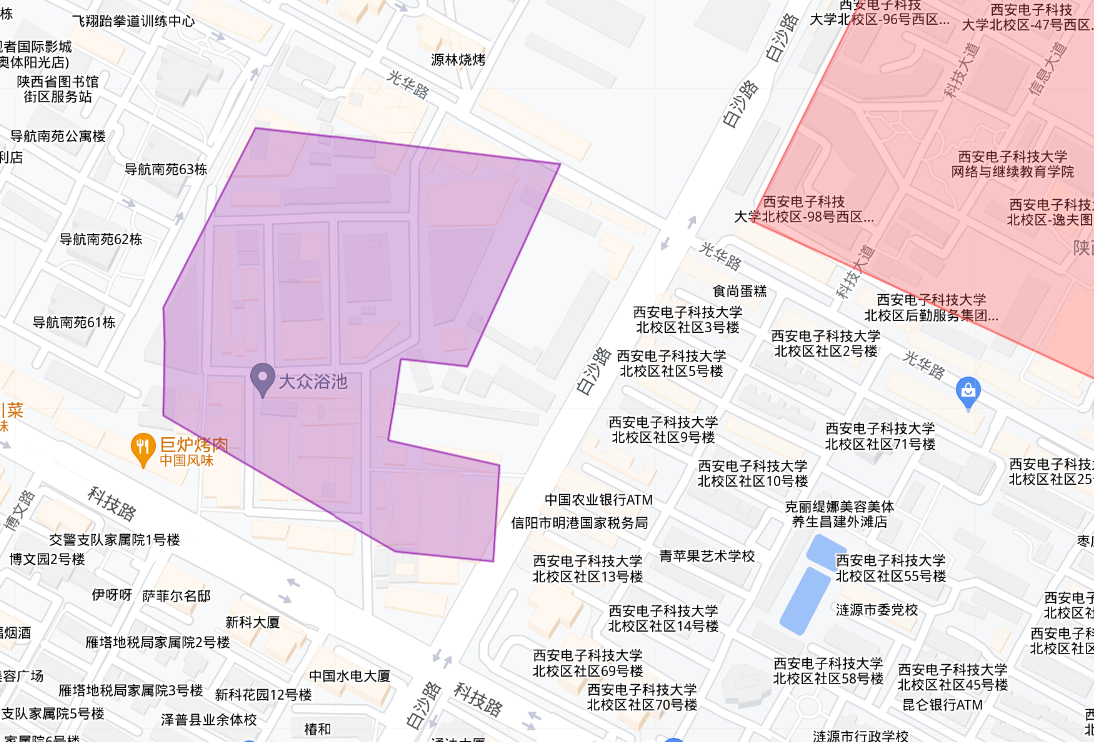 栋
飞翔跆拳道训练中心
西安电子科技
大学北校区-96号西区...
西安电子科技
大学北校区-47号西区
白沙路
源林烧烤
者国际影城
奥体阳光店)
陕西省图书馆
街区服务站
光华路
白沙路
科技大道
信息大道
导航南苑公寓楼
利店
导航南苑63栋
西安电子科技大学
网络与继续教育学院
西安电子科技
大学北校区-98号西区...
西安电子科技
北校区-逸夫图
导航南苑62栋
光华路
陕
科技大道
食尚蛋糕
导航南苑61栋
西安电子科技大学
北校区社区3号楼
西安电子科技大学
北校区后勤服务集团...
西安电子科技大学
北校区社区2号楼
西安电子科技大学
北校区社区5号楼
白沙路
光华路
大众浴池
菜
味
西安电子科技大学
北校区社区9号楼
西安电子科技大学
北校区社区71号楼
巨炉烤肉
中国风味
西安电子科技大学
北校区社区10号楼
西安电子科技
北校区社区25
科技路
博文路
中国农业银行ATM
信阳市明港国家税务局
克丽缇娜美容美体
养生昌建外滩店
交警支队家属院1号楼
博文园2号楼
青苹果艺术学校
西安电子科技大学
北校区社区13号楼
西安电子科技大学
北校区社区55号楼
枣
伊呀呀
萨菲尔名邸
涟源市委党校
西安电子
北校区社
新科大厦
西安电子科技大学
北校区社区14号楼
福烟酒
雁塔地税局家属院2号楼
西安电子科
北校区社区
容广场
中国水电大厦
西安电子科技大学
北校区社区69号楼
西安电子科技大学
北校区社区58号楼
西安电子科技大学
北校区社区45号楼
雁塔地税局家属院3号楼
新科花园12号楼
白沙路
科技路
西安电子科技大学
北校区社区70号楼
昆仑银行ATM
支队家属院5号楼
泽普县业余体校
椿和
涟源市行政学校
家属院6号楼